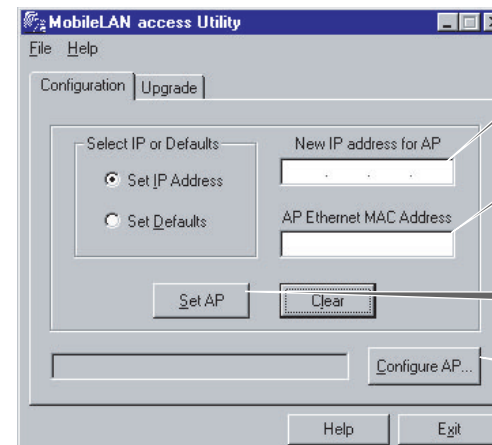 MobileLAN access Utility
File Help
Configuration Upgrade
Select IP or Defaults
Set IP Address
Set Defaults
New IP address for AP
. . .
AP Ethernet MAC Address
Set AP Clear
Configure AP...
Help Exit